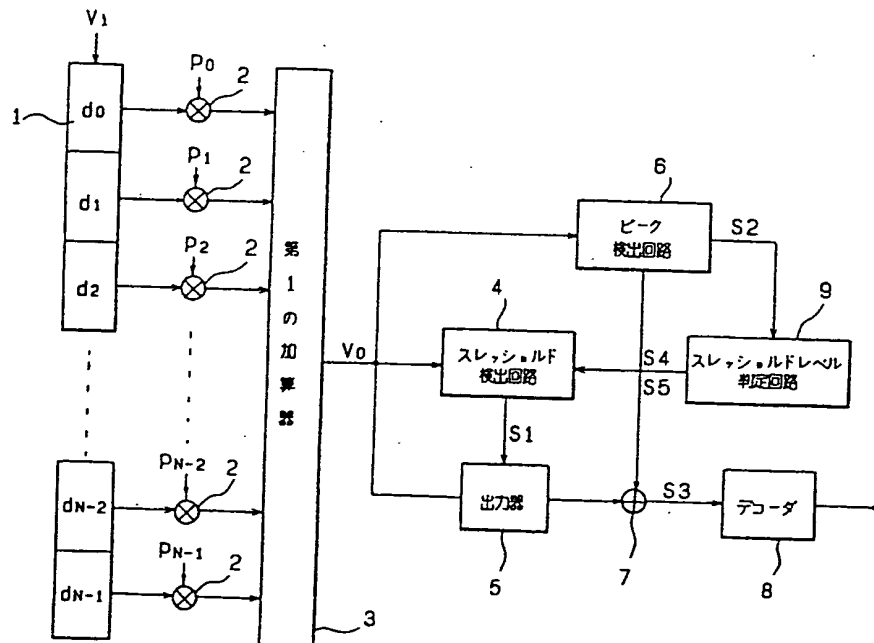 V1
P0
2
1
d0
P1
2
d1
P2
2
d2
第1の加算器
6
ピーク
検出回路
S2
4
9
V0
スレッショルド
検出回路
S4
S5
スレッショルドレベル
判定回路
S1
PN-2
2
dN-2
出力器
S3
デコーダ
PN-1
2
dN-1
5
7
8
3